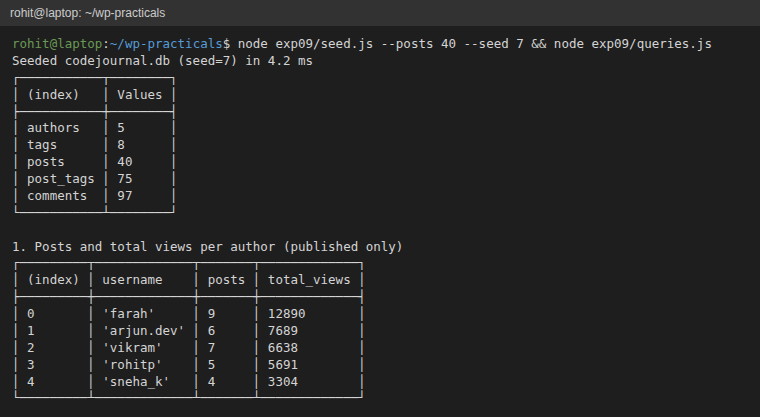 rohit@laptop: ~/wp-practicals
rohit@laptop:~/wp-practicals$ node exp09/seed.js --posts 40 --seed 7 && node exp09/queries.js
Seeded codejournal.db (seed=7) in 4.2 ms
(index) Values
authors 5
tags 8
posts 40
post_tags 75
comments 97
1. Posts and total views per author (published only)
(index) username posts total_views
0 'farah' 9 12890
1 'arjun.dev' 6 7689
2 'vikram' 7 6638
3 'rohitp' 5 5691
4 'sneha_k' 4 3304